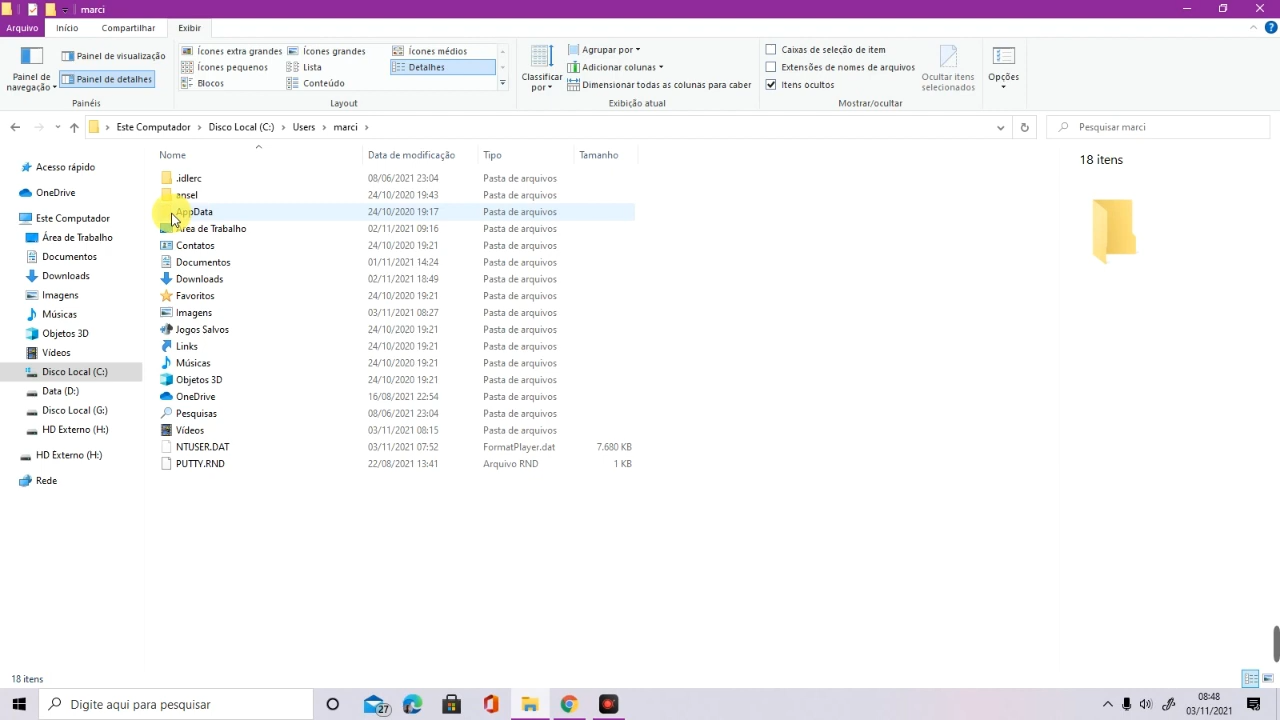 marci
Arquivo Início Compartilhar Exibir
Painel de navegação
Painel de visualização
Painel de detalhes
Painéis
Ícones extra grandes Ícones grandes Ícones médios
Ícones pequenos Lista Detalhes
Blocos Conteúdo
Layout
Classificar por
Agrupar por
Adicionar colunas
Dimensionar todas as colunas para caber
Exibição atual
Caixas de seleção de item
Extensões de nomes de arquivos
Itens ocultos
Ocultar itens selecionados
Mostrar/ocultar
Opções
Este Computador > Disco Local (C:) > Users > marci >
Pesquisar marci
Acesso rápido
OneDrive
Este Computador
Área de Trabalho
Documentos
Downloads
Imagens
Músicas
Objetos 3D
Vídeos
Disco Local (C:)
Data (D:)
Disco Local (G:)
HD Externo (H:)
HD Externo (H:)
Rede
Nome Data de modificação Tipo Tamanho
.idlerc 08/06/2021 23:04 Pasta de arquivos
ansel 24/10/2020 19:43 Pasta de arquivos
AppData 24/10/2020 19:17 Pasta de arquivos
Área de Trabalho 02/11/2021 09:16 Pasta de arquivos
Contatos 24/10/2020 19:21 Pasta de arquivos
Documentos 01/11/2021 14:24 Pasta de arquivos
Downloads 02/11/2021 18:49 Pasta de arquivos
Favoritos 24/10/2020 19:21 Pasta de arquivos
Imagens 03/11/2021 08:27 Pasta de arquivos
Jogos Salvos 24/10/2020 19:21 Pasta de arquivos
Links 24/10/2020 19:21 Pasta de arquivos
Músicas 24/10/2020 19:21 Pasta de arquivos
Objetos 3D 24/10/2020 19:21 Pasta de arquivos
OneDrive 16/08/2021 22:54 Pasta de arquivos
Pesquisas 08/06/2021 23:04 Pasta de arquivos
Vídeos 03/11/2021 08:15 Pasta de arquivos
NTUSER.DAT 03/11/2021 07:52 FormatPlayer.dat 7.680 KB
PUTTY.RND 22/08/2021 13:41 Arquivo RND 1 KB
18 itens
18 itens
Digite aqui para pesquisar
27
08:48
03/11/2021